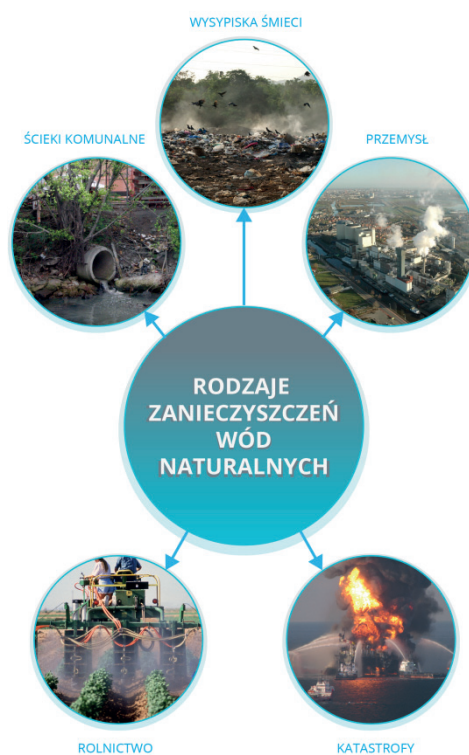 WYSYPISKA ŚMIECI
ŚCIEKI KOMUNALNE
PRZEMYSŁ
RODZAJE
ZANIECZYSZCZEŃ
WÓD
NATURALNYCH
ROLNICTWO
KATASTROFY